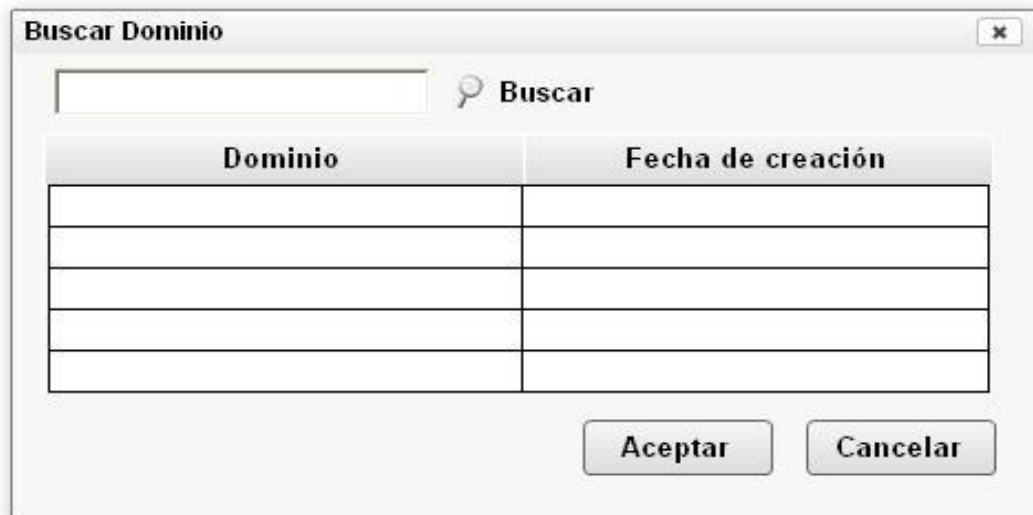 Buscar Dominio
Buscar
Dominio Fecha de creación
Aceptar Cancelar